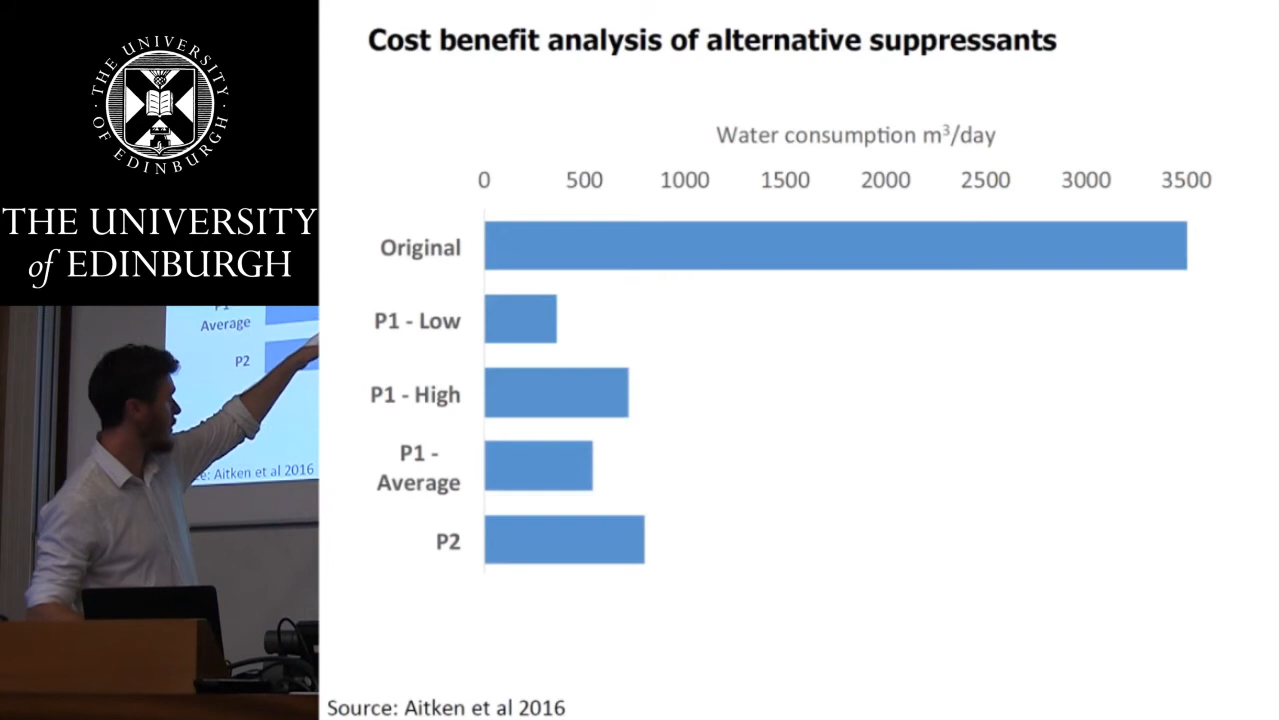 THE UNIVERSITY OF EDINBURGH
THE UNIVERSITY
of EDINBURGH
Cost benefit analysis of alternative suppressants
Water consumption m³/day
0 500 1000 1500 2000 2500 3000 3500
Original
P1 - Low
P1 - High
P1 -
Average
P2
Source: Aitken et al 2016
P1
Average
P2
e: Aitken et al 2016